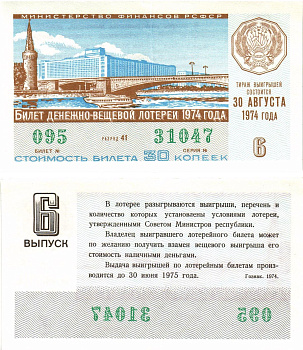 МИНИСТЕРСТВО ФИНАНСОВ РСФСР
ТИРАЖ ВЫИГРЫШЕЙ
СОСТОИТСЯ
30 АВГУСТА
1974 ГОДА
БИЛЕТ ДЕНЕЖНО-ВЕЩЕВОЙ ЛОТЕРЕИ 1974 ГОДА
095 РАЗРЯД 41 31047
БИЛЕТ № СЕРИЯ №
6
СТОИМОСТЬ БИЛЕТА 30 КОПЕЕК
6
ВЫПУСК
В лотерее разыгрываются выигрыши, перечень и
количество которых установлены условиями лотереи,
утвержденными Советом Министров республики.
Владелец выигравшего лотерейного билета может
по желанию получить взамен вещевого выигрыша его
стоимость наличными деньгами.
Выдача выигрышей по лотерейным билетам произ-
водится до 30 июня 1975 года.
Гознак. 1974.
31047
095